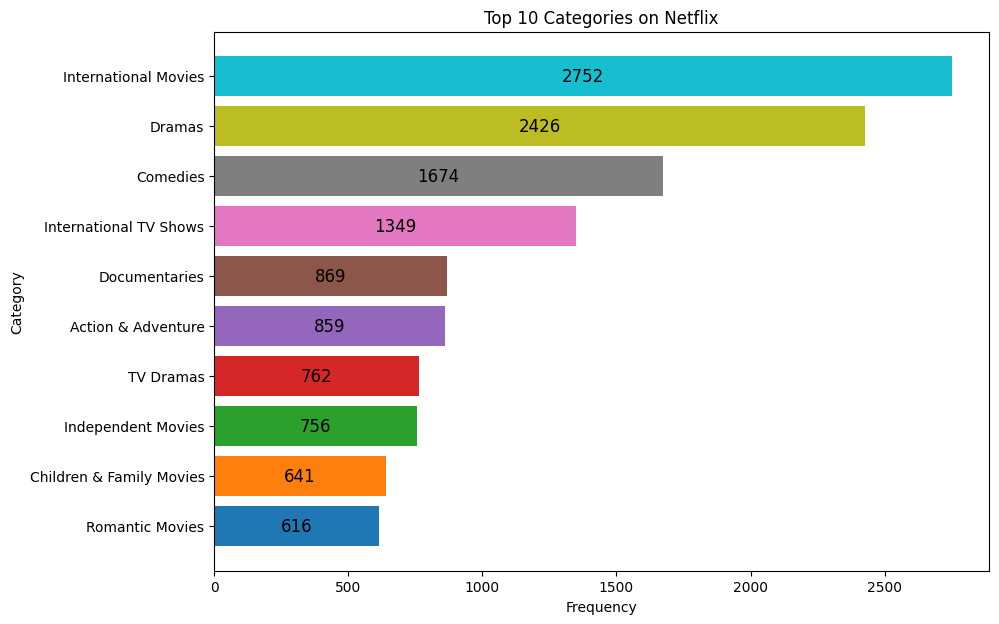 Top 10 Categories on Netflix
International Movies 2752
Dramas 2426
Comedies 1674
International TV Shows 1349
Documentaries 869
Action & Adventure 859
TV Dramas 762
Independent Movies 756
Children & Family Movies 641
Romantic Movies 616
Category
0 500 1000 1500 2000 2500
Frequency